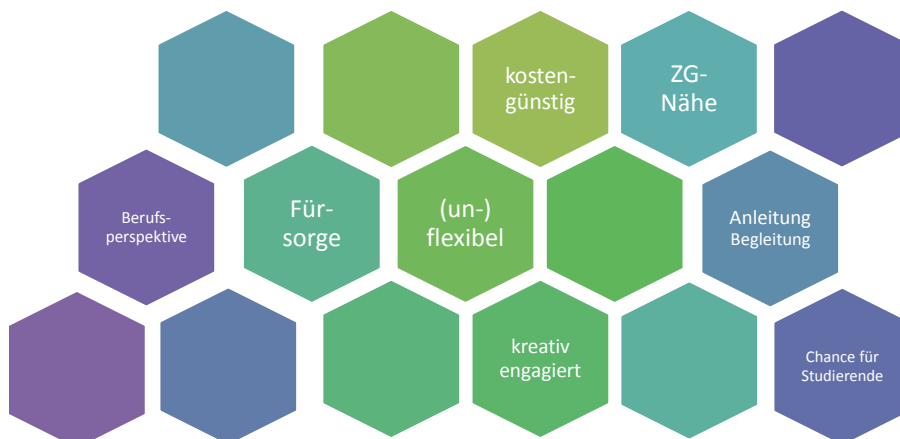 kosten-
günstig
ZG-
Nähe
Berufs-
perspektive
Für-
sorge
(un-)
flexibel
Anleitung
Begleitung
kreativ
engagiert
Chance für
Studierende